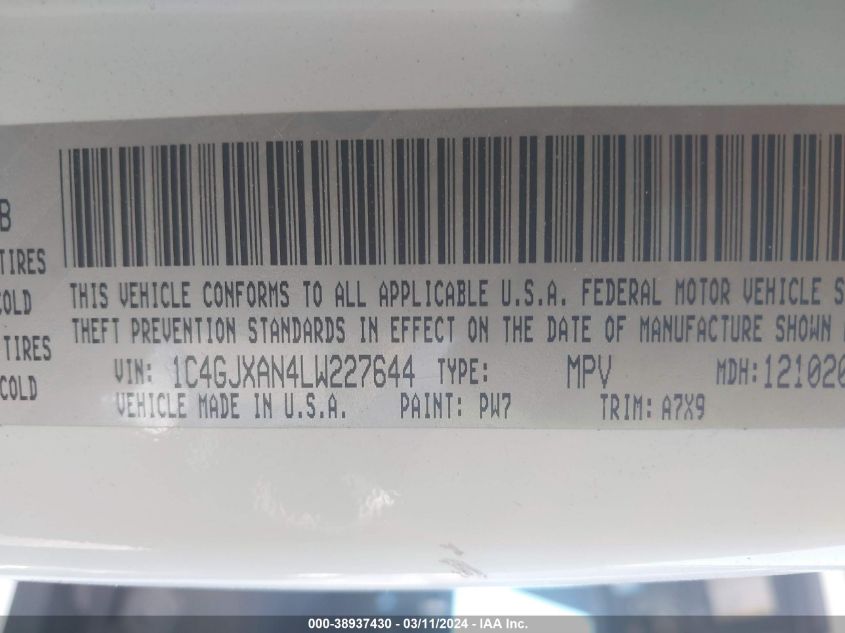 B
TIRES
COLD
TIRES
COLD
THIS VEHICLE CONFORMS TO ALL APPLICABLE U.S.A. FEDERAL MOTOR VEHICLE S
THEFT PREVENTION STANDARDS IN EFFECT ON THE DATE OF MANUFACTURE SHOWN
VIN: 1C4GJXAN4LW227644 TYPE: MPV MDH: 121020
VEHICLE MADE IN U.S.A. PAINT: PW7 TRIM: A7X9
000-38937430 - 03/11/2024 - IAA Inc.